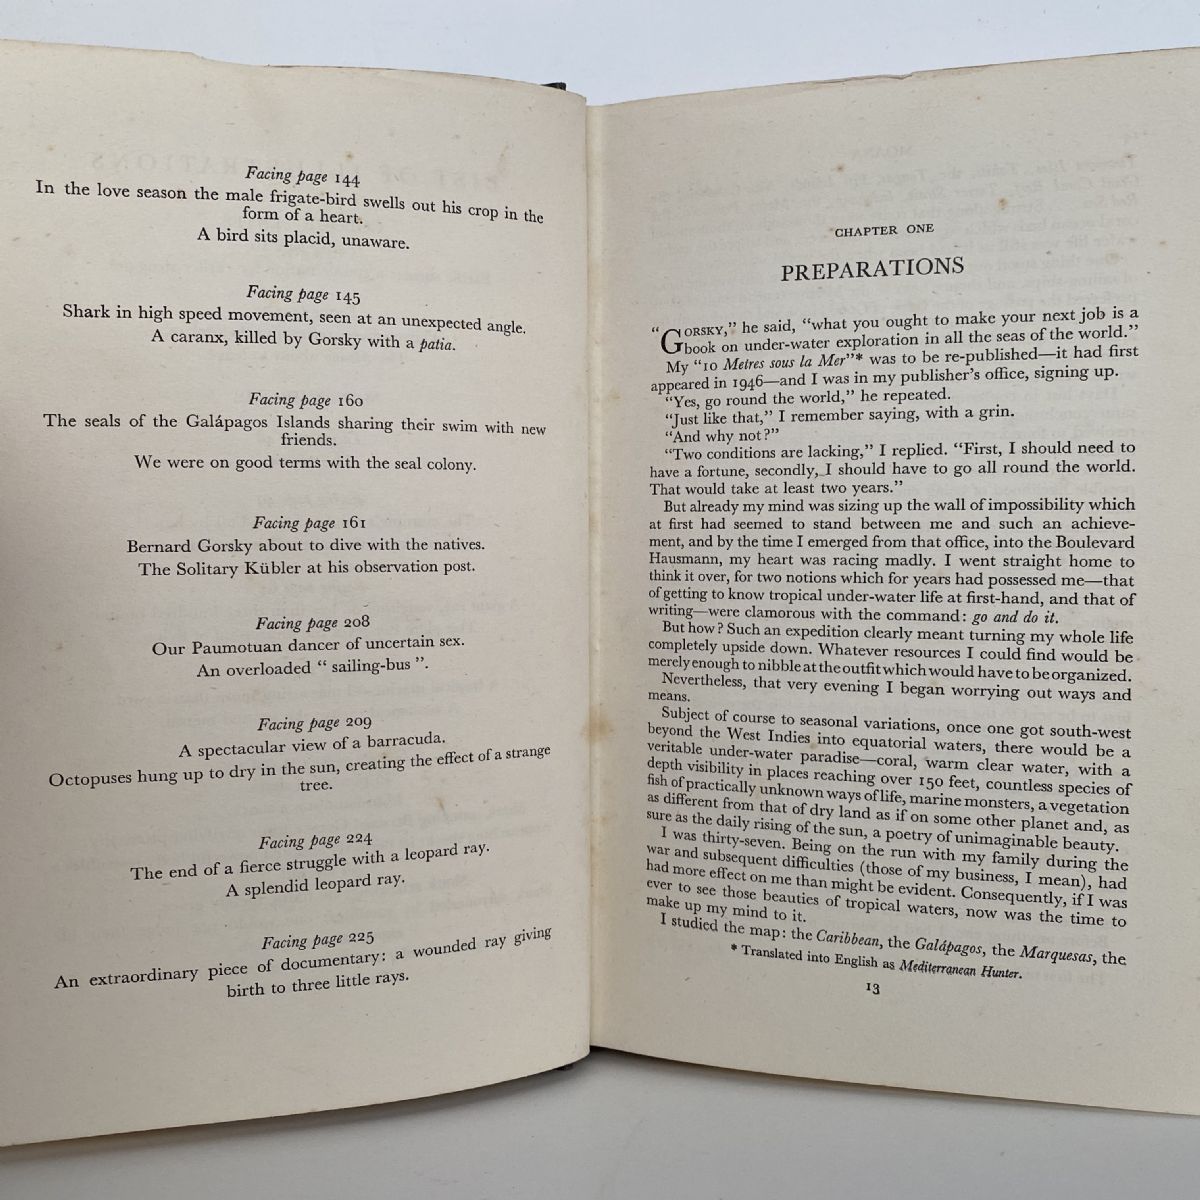 Facing page 144
In the love season the male frigate-bird swells out his crop in the
form of a heart.
A bird sits placid, unaware.
Facing page 145
Shark in high speed movement, seen at an unexpected angle.
A caranx, killed by Gorsky with a patia.
Facing page 160
The seals of the Galápagos Islands sharing their swim with new
friends.
We were on good terms with the seal colony.
Facing page 161
Bernard Gorsky about to dive with the natives.
The Solitary Kübler at his observation post.
Facing page 208
Our Paumotuan dancer of uncertain sex.
An overloaded "sailing-bus".
Facing page 209
A spectacular view of a barracuda.
Octopuses hung up to dry in the sun, creating the effect of a strange
tree.
Facing page 224
The end of a fierce struggle with a leopard ray.
A splendid leopard ray.
Facing page 225
An extraordinary piece of documentary: a wounded ray giving
birth to three little rays.
CHAPTER ONE
PREPARATIONS
"GORSKY," he said, "what you ought to make your next job is a
book on under-water exploration in all the seas of the world."
My "10 Metres sous la Mer"* was to be re-published—it had first
appeared in 1946—and I was in my publisher's office, signing up.
"Yes, go round the world," he repeated.
"Just like that," I remember saying, with a grin.
"And why not?"
"Two conditions are lacking," I replied. "First, I should need to
have a fortune, secondly, I should have to go all round the world.
That would take at least two years."
But already my mind was sizing up the wall of impossibility which
at first had seemed to stand between me and such an achieve-
ment, and by the time I emerged from that office, into the Boulevard
Hausmann, my heart was racing madly. I went straight home to
think it over, for two notions which for years had possessed me—that
of getting to know tropical under-water life at first-hand, and that of
writing—were clamorous with the command: go and do it.
But how? Such an expedition clearly meant turning my whole life
completely upside down. Whatever resources I could find would be
merely enough to nibble at the outfit which would have to be organized.
Nevertheless, that very evening I began worrying out ways and
means.
Subject of course to seasonal variations, once one got south-west
beyond the West Indies into equatorial waters, there would be a
veritable under-water paradise—coral, warm clear water, with a
depth visibility in places reaching over 150 feet, countless species of
fish of practically unknown ways of life, marine monsters, a vegetation
as different from that of dry land as if on some other planet and, as
sure as the daily rising of the sun, a poetry of unimaginable beauty.
I was thirty-seven. Being on the run with my family during the
war and subsequent difficulties (those of my business, I mean), had
had more effect on me than might be evident. Consequently, if I was
ever to see those beauties of tropical waters, now was the time to
make up my mind to it.
I studied the map: the Caribbean, the Galápagos, the Marquesas, the
* Translated into English as Mediterranean Hunter.
13